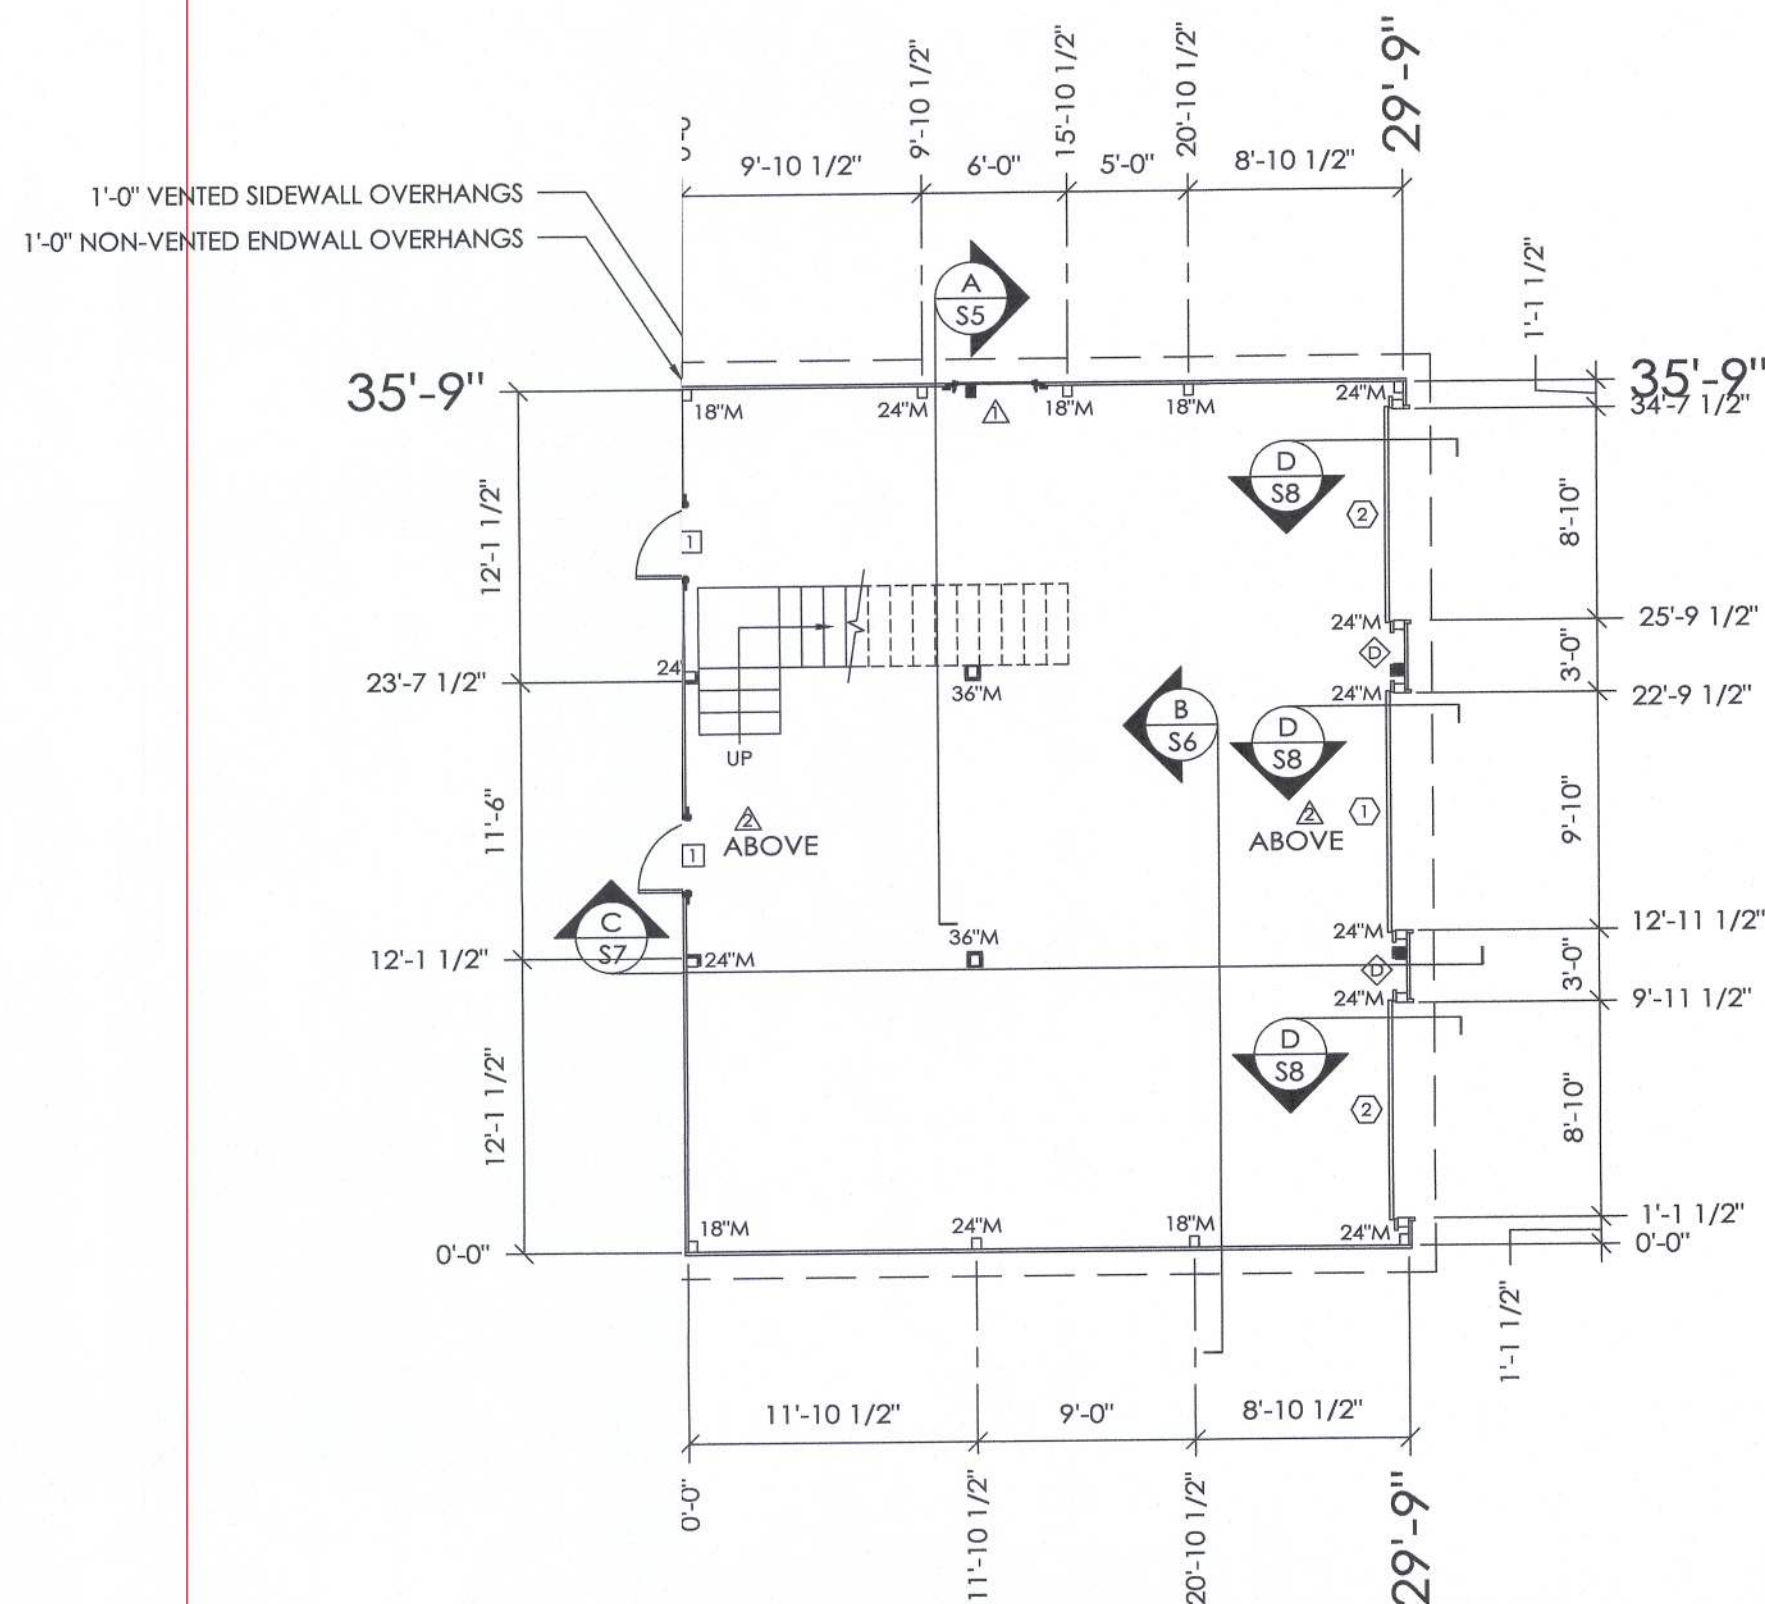 29'-9"
9'-10 1/2"
15'-10 1/2"
20'-10 1/2"
9'-10 1/2"
6'-0"
5'-0"
8'-10 1/2"
1'-0" VENTED SIDEWALL OVERHANGS
1'-0" NON-VENTED ENDWALL OVERHANGS
A
S5
1'-1 1/2"
35'-9"
35'-9"
34'-7 1/2"
18"M
24"M
1
18"M
18"M
24"M
D
S8
2
12'-1 1/2"
8'-10"
1
24"M
25'-9 1/2"
D
3'-0"
23'-7 1/2"
24"
36"M
24"M
22'-9 1/2"
B
S6
D
S8
UP
11'-6"
2
ABOVE
2
ABOVE
1
9'-10"
1
C
S7
24"M
12'-11 1/2"
36"M
12'-1 1/2"
24"M
D
3'-0"
24"M
9'-11 1/2"
D
S8
12'-1 1/2"
2
8'-10"
18"M
24"M
18"M
24"M
1'-1 1/2"
0'-0"
0'-0"
1'-1 1/2"
11'-10 1/2"
9'-0"
8'-10 1/2"
0'-0"
11'-10 1/2"
20'-10 1/2"
29'-9"